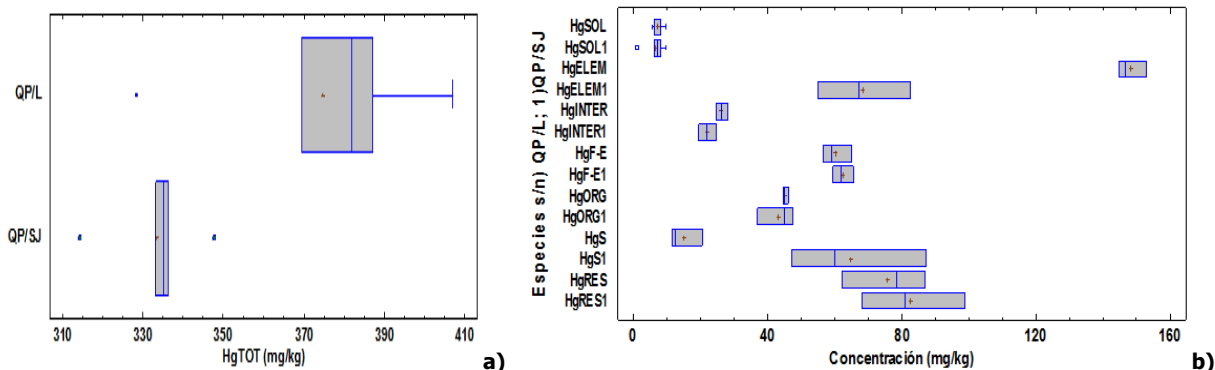 QP/L
QP/SJ
310 330 350 370 390 410
HgTOT (mg/kg)
a)
Especies s/n) QP/L; 1)QP/SJ
HgSOL
HgSOL1
HgELEM
HgELEM1
HgINTER
HgINTER1
HgF-E
HgF-E1
HgORG
HgORG1
HgS
HgS1
HgRES
HgRES1
0 40 80 120 160
Concentración (mg/kg)
b)